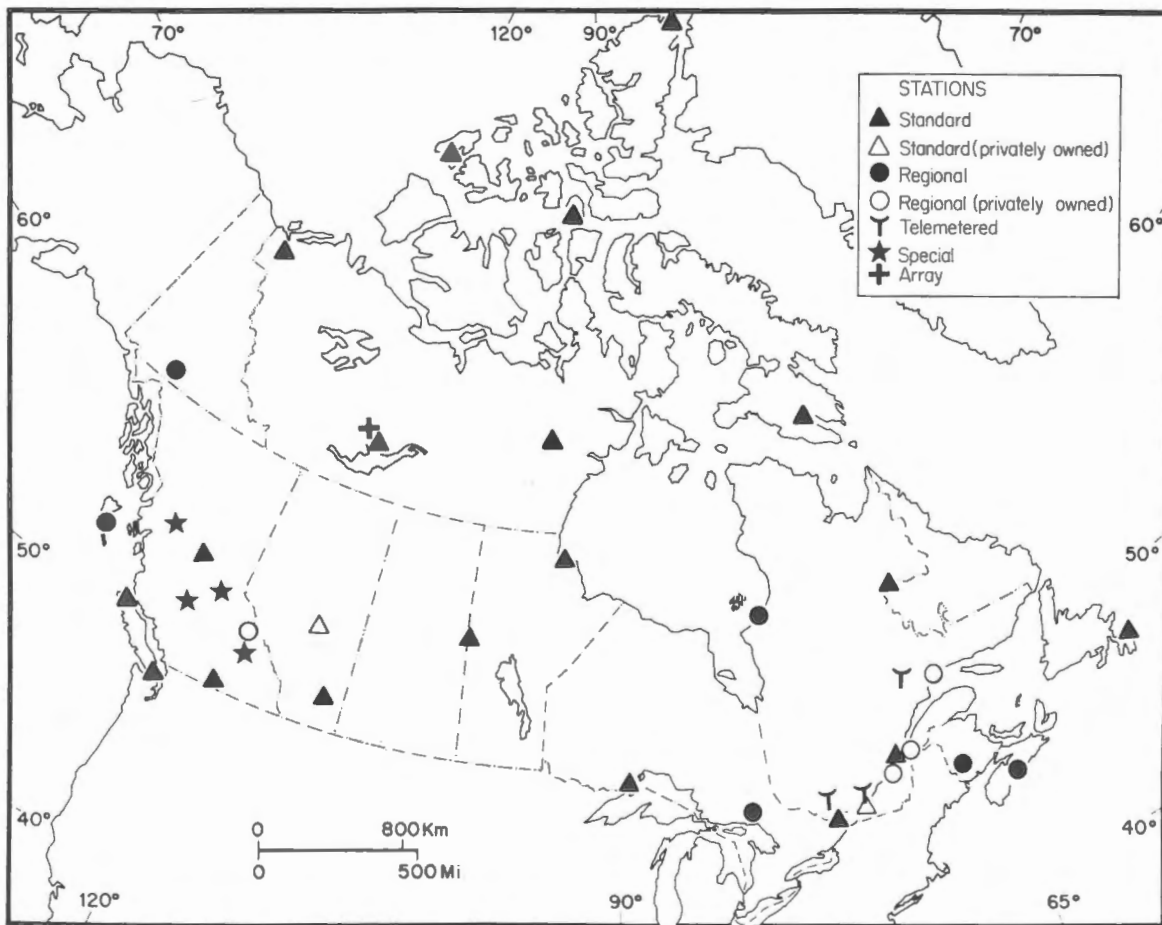 70° 120° 90° 70°
STATIONS
Standard
Standard (privately owned)
Regional
Regional (privately owned)
Telemetered
Special
Array
60° 60°
50° 50°
40° 40°
0 800 Km
0 500 Mi
120° 90° 65°